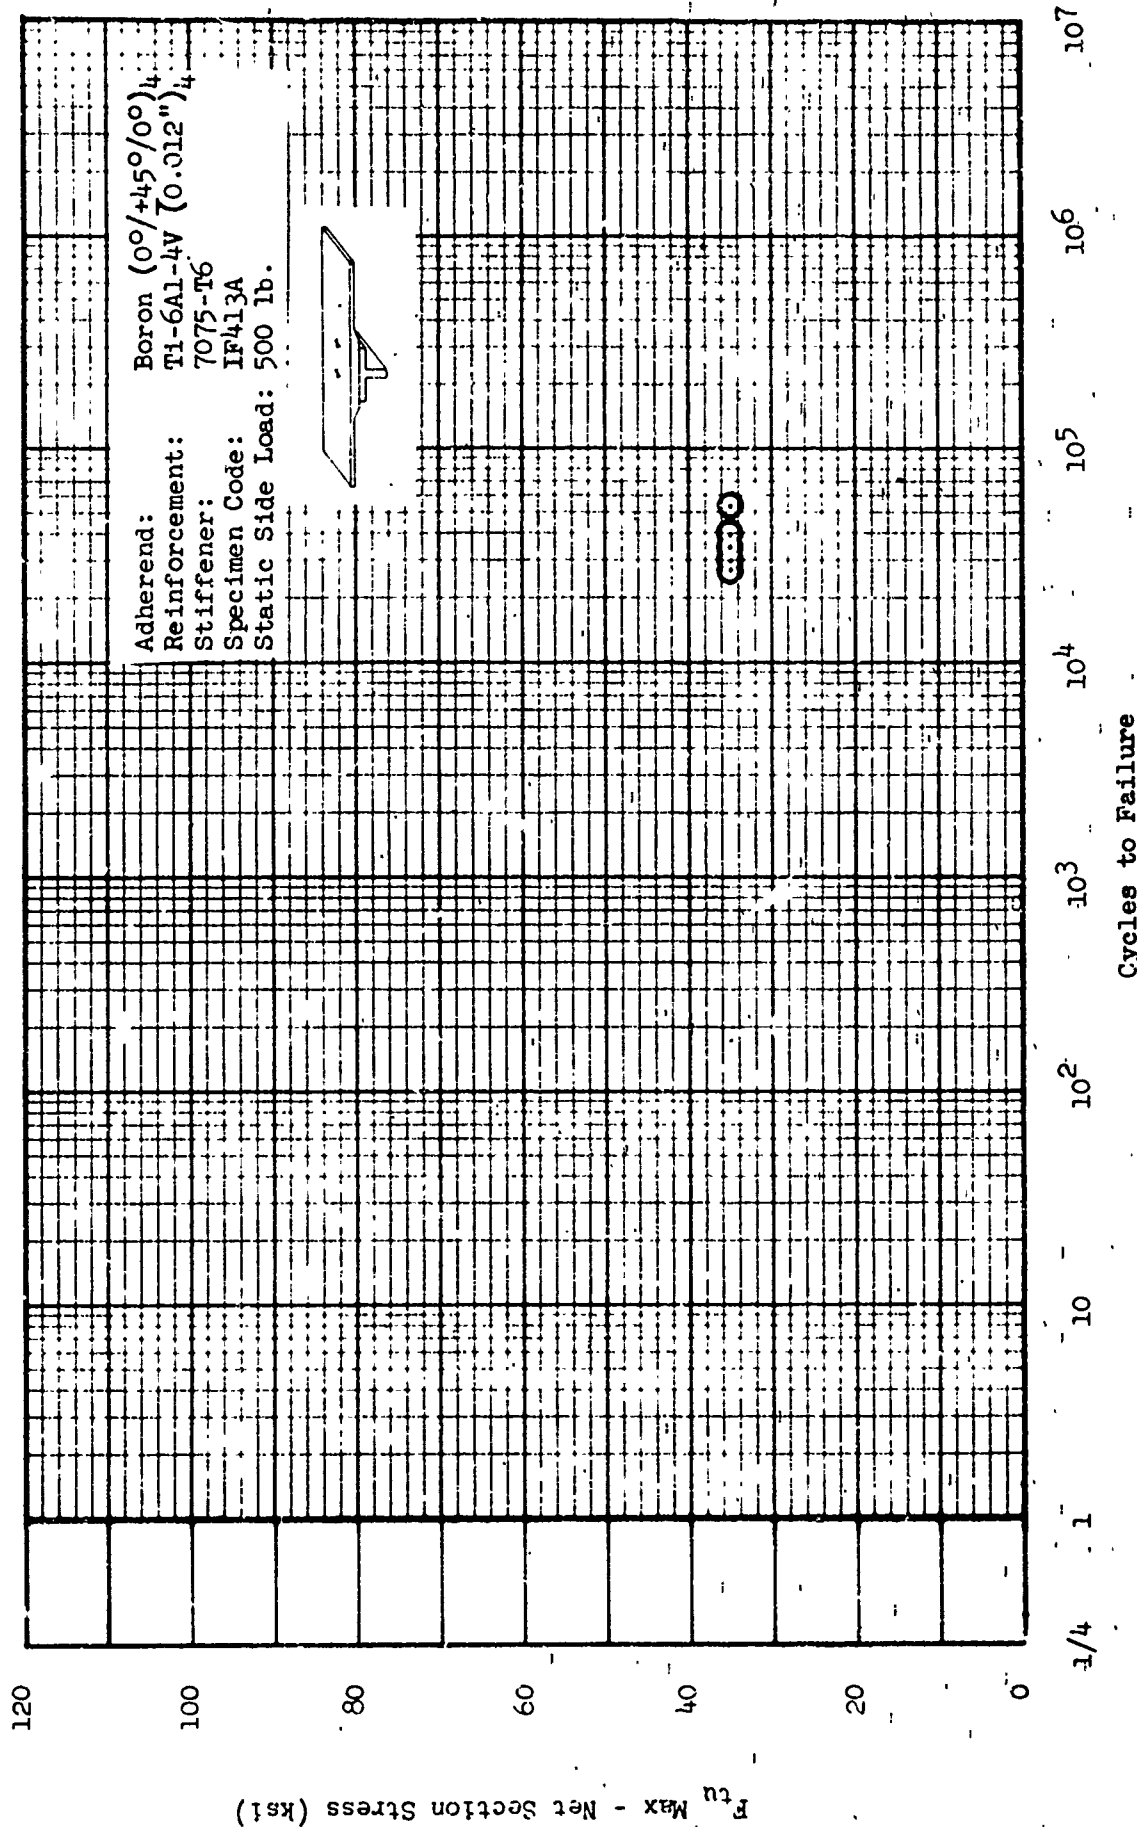 Adherend: Boron (0°/+45°/0°)4
Reinforcement: Ti-6Al-4V (0.012")4
Stiffener: 7075-T6
Specimen Code: IF413A
Static Side Load: 500 lb.
Ftu Max - Net Section Stress (ksi)
120
100
80
60
40
20
0
1/4
1
10
10²
10³
10⁴
10⁵
10⁶
10⁷
Cycles to Failure